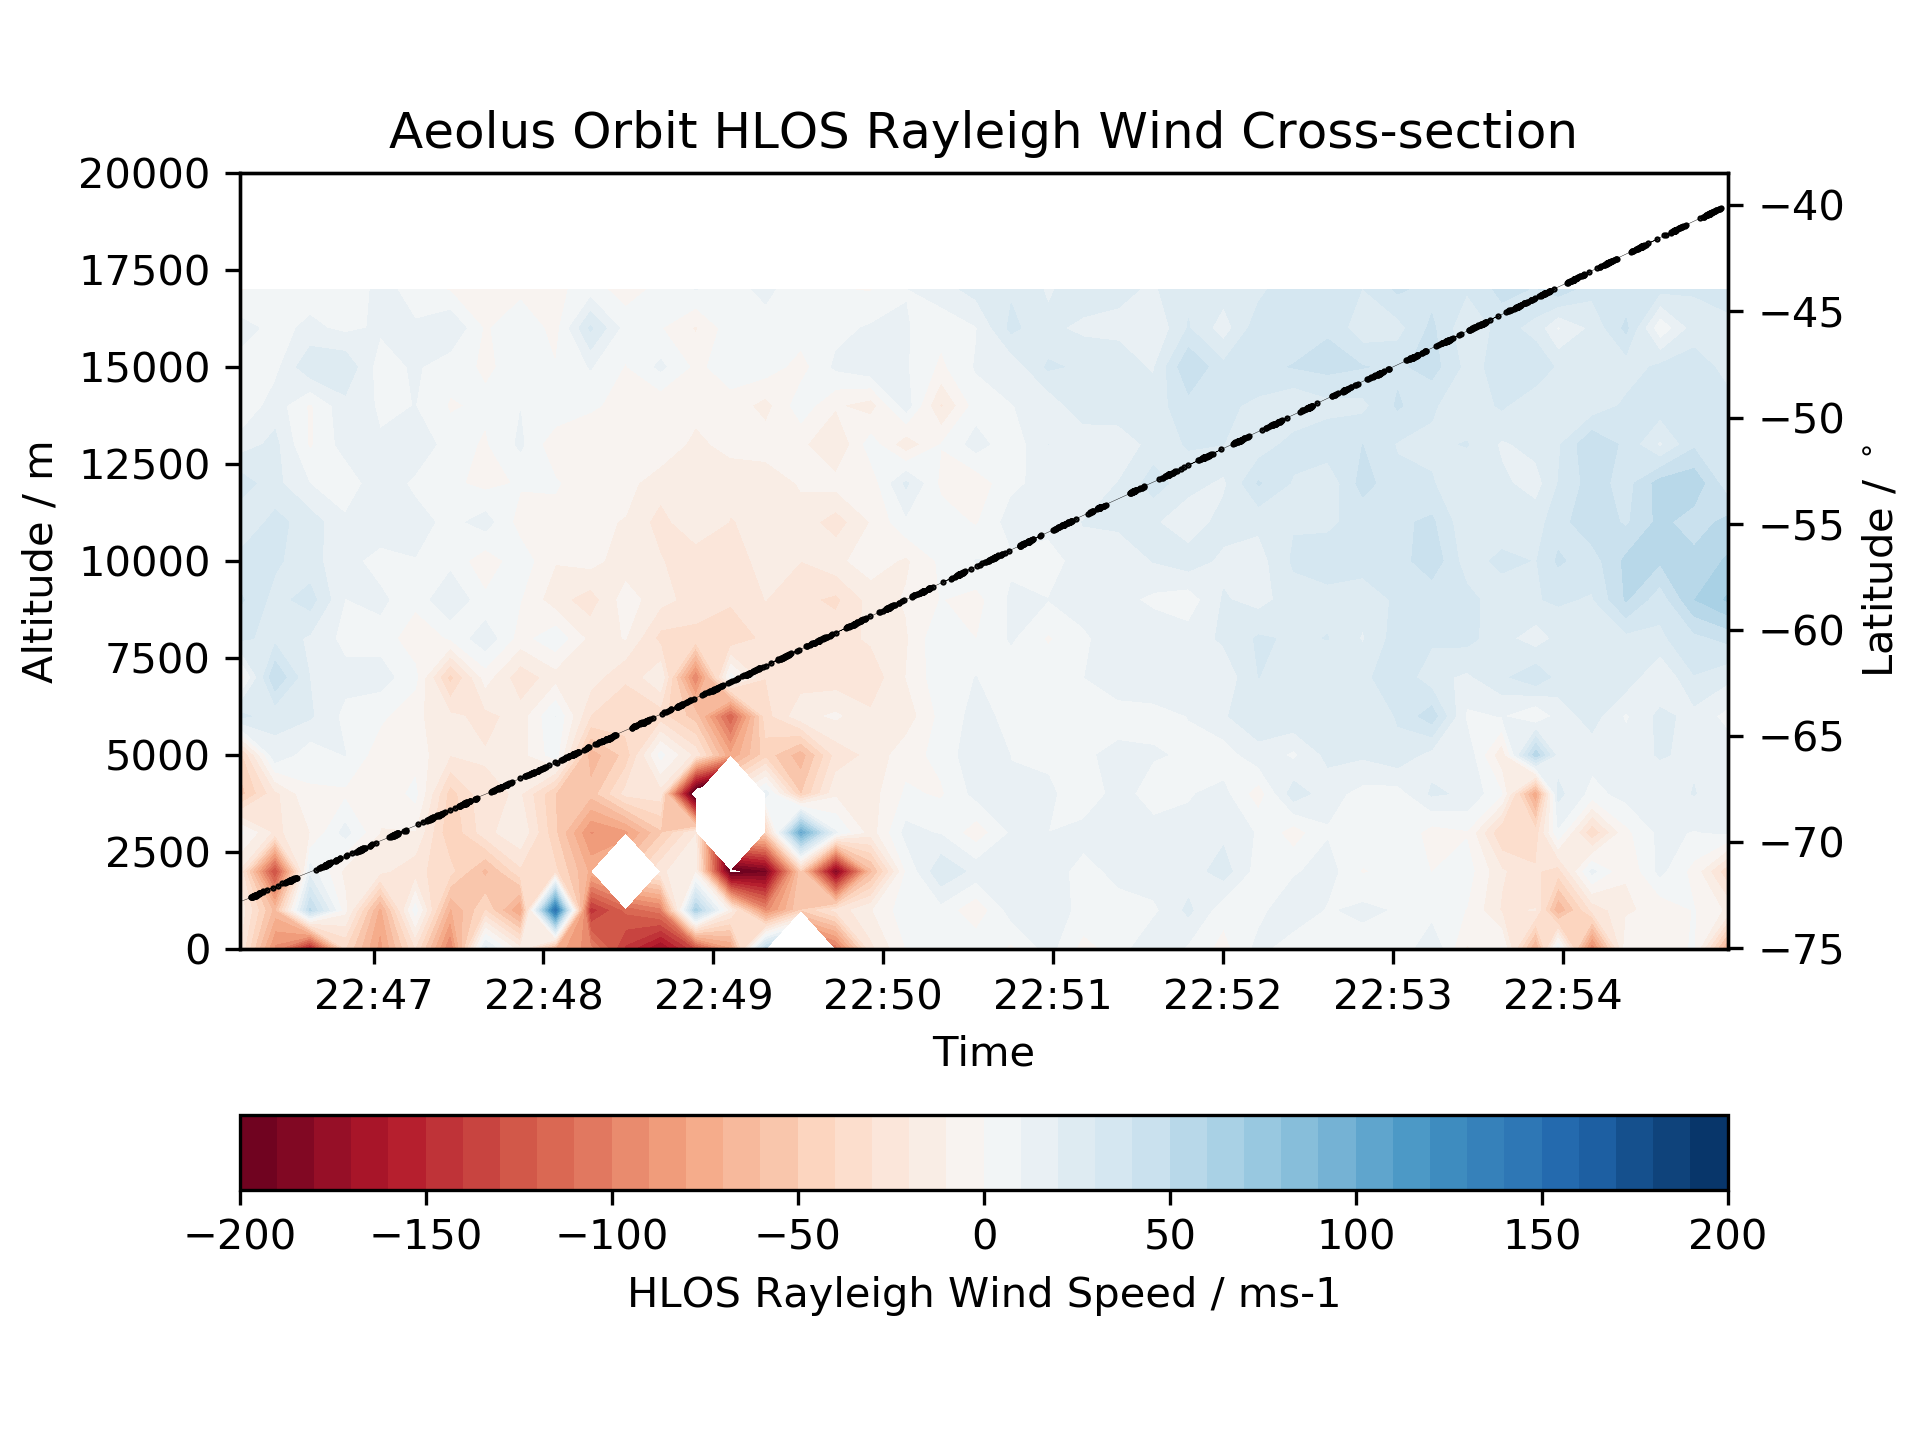 Aeolus Orbit HLOS Rayleigh Wind Cross-section
20000
17500
15000
12500
10000
7500
5000
2500
0
Altitude / m
−40
−45
−50
−55
−60
−65
−70
−75
Latitude / °
22:47 22:48 22:49 22:50 22:51 22:52 22:53 22:54
Time
−200 −150 −100 −50 0 50 100 150 200
HLOS Rayleigh Wind Speed / ms-1